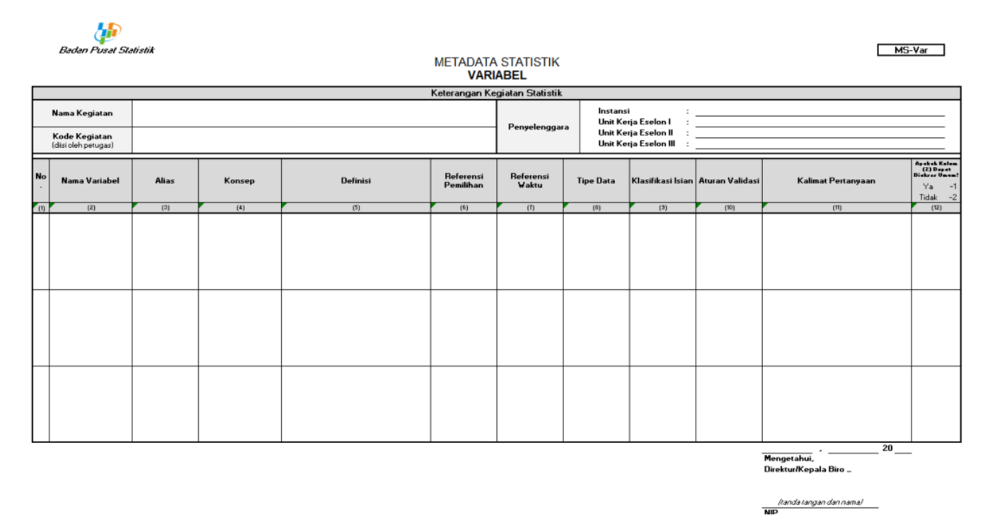 Badan Pusat Statistik
MS-Var
METADATA STATISTIK
VARIABEL
Keterangan Kegiatan Statistik
Nama Kegiatan
Kode Kegiatan
(diisi oleh petugas)
Penyelenggara
Instansi :
Unit Kerja Eselon I :
Unit Kerja Eselon II :
Unit Kerja Eselon III :
No
.
Nama Variabel
Alias
Konsep
Definisi
Referensi
Pemilihan
Referensi
Waktu
Tipe Data
Klasifikasi Isian
Aturan Validasi
Kalimat Pertanyaan
Apakah Kolom
(2) Dapat
Diakses Umum?
Ya -1
Tidak -2
(1) (2) (3) (4) (5) (6) (7) (8) (9) (10) (11) (12)
, 20
Mengetahui,
Direktur/Kepala Biro ..
(tanda tangan dan nama)
NIP